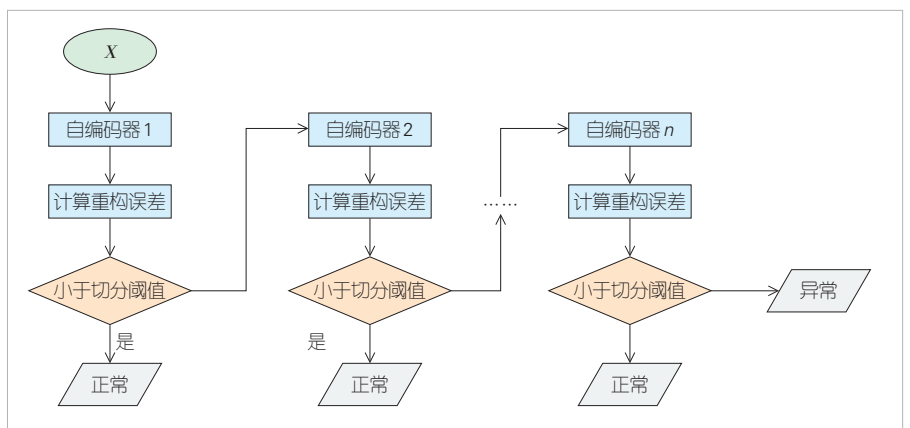 X
自编码器 1
自编码器 2
自编码器 n
计算重构误差
计算重构误差
……
计算重构误差
小于切分阈值
小于切分阈值
小于切分阈值
异常
是
是
正常
正常
正常